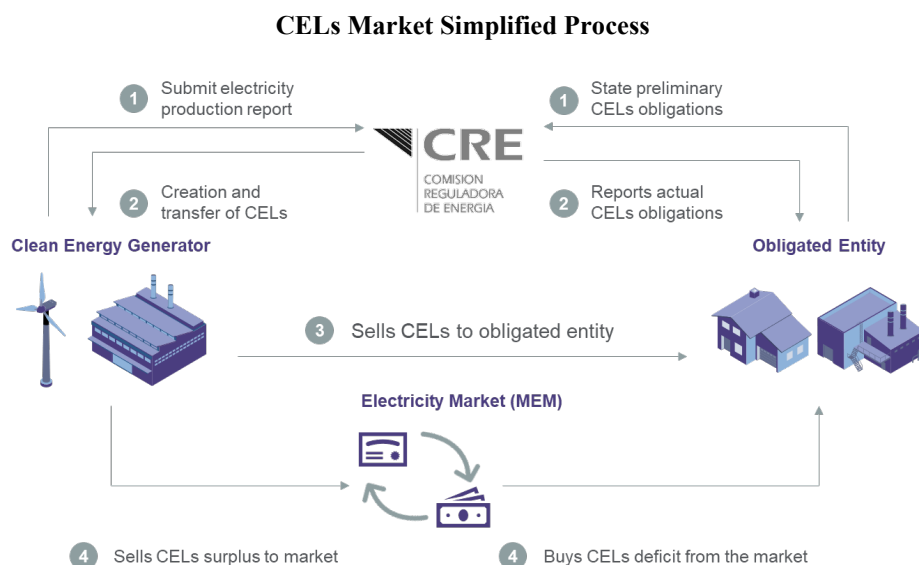 CELs Market Simplified Process
1
Submit electricity
production report
1
State preliminary
CELs obligations
CRE
COMISION
REGULADORA
DE ENERGIA
2
Creation and
transfer of CELs
2
Reports actual
CELs obligations
Clean Energy Generator
Obligated Entity
3
Sells CELs to obligated entity
Electricity Market (MEM)
4
Sells CELs surplus to market
4
Buys CELs deficit from the market